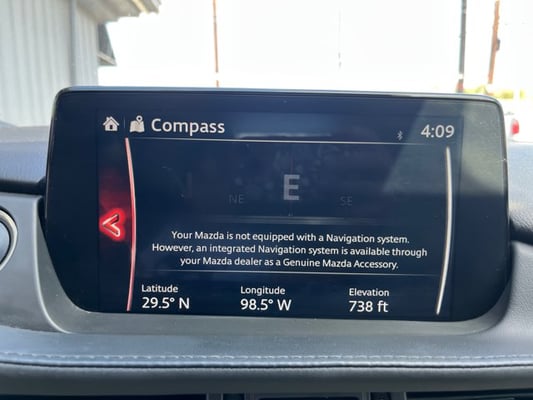 Compass
4:09
NE
E
SE
Your Mazda is not equipped with a Navigation system.
However, an integrated Navigation system is available through
your Mazda dealer as a Genuine Mazda Accessory.
Latitude Longitude Elevation
29.5° N 98.5° W 738 ft